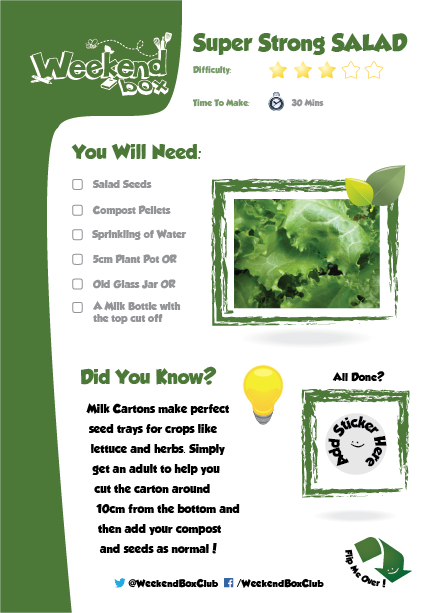 Weekend
box
Super Strong SALAD
Difficulty:
Time To Make: 30 Mins
You Will Need:
Salad Seeds
Compost Pellets
Sprinkling of Water
5cm Plant Pot OR
Old Glass Jar OR
A Milk Bottle with
the top cut off
Did You Know?
Milk Cartons make perfect
seed trays for crops like
lettuce and herbs. Simply
get an adult to help you
cut the carton around
10cm from the bottom and
then add your compost
and seeds as normal!
All Done?
Add Sticker Here
Flip Me Over!
@WeekendBoxClub /WeekendBoxClub